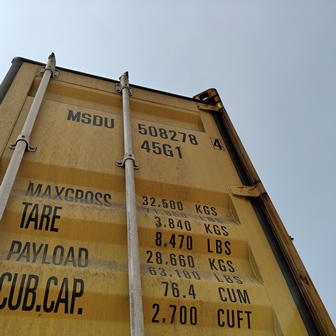 MSDU 508278 4
45G1
MAXGROSS 32.500 KGS
TARE 3.840 KGS
8.470 LBS
PAYLOAD 28.660 KGS
63.180 LBS
CUB.CAP. 76.4 CUM
2.700 CUFT